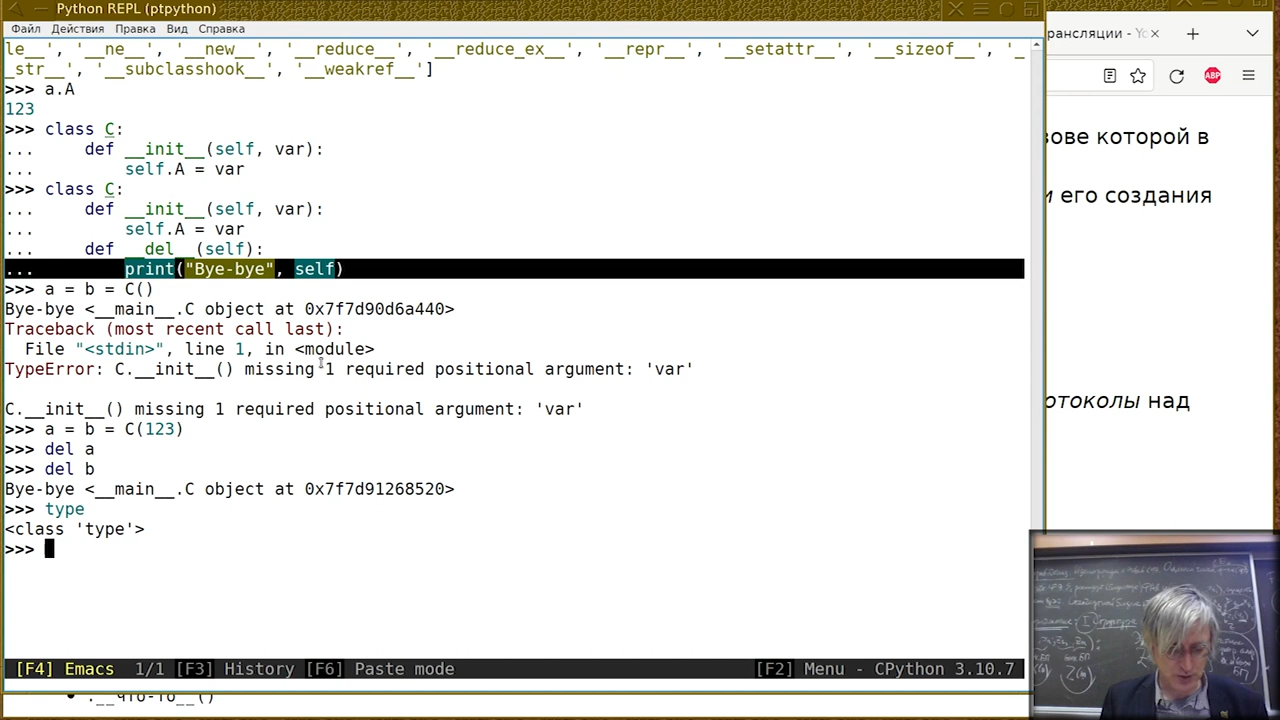 Python REPL (ptpython)
Файл Действия Правка Вид Справка
le__', '__ne__', '__new__', '__reduce__', '__reduce_ex__', '__repr__', '__setattr__', '__sizeof__', '_
_str__', '__subclasshook__', '__weakref__']
>>> a.A
123
>>> class C:
...     def __init__(self, var):
...         self.A = var
>>> class C:
...     def __init__(self, var):
...         self.A = var
...     def __del__(self):
...         print("Bye-bye", self)
>>> a = b = C()
Bye-bye <__main__.C object at 0x7f7d90d6a440>
Traceback (most recent call last):
  File "<stdin>", line 1, in <module>
TypeError: C.__init__() missing 1 required positional argument: 'var'
C.__init__() missing 1 required positional argument: 'var'
>>> a = b = C(123)
>>> del a
>>> del b
Bye-bye <__main__.C object at 0x7f7d91268520>
>>> type
<class 'type'>
>>>
[F4] Emacs 1/1 [F3] History [F6] Paste mode [F2] Menu - CPython 3.10.7
рансляции - Yo
ABP
зове которой в
и его создания
отоколы над
• .__что-то__()